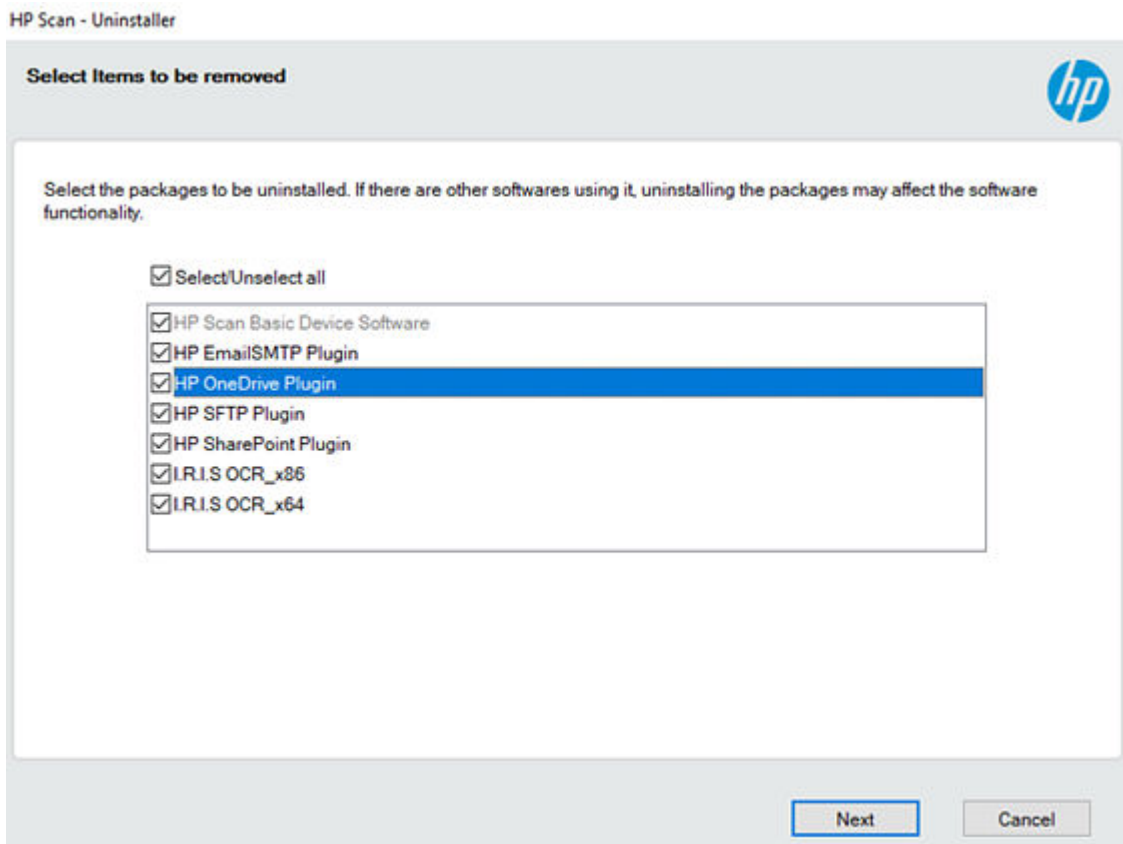 HP Scan - Uninstaller
Select Items to be removed
hp
Select the packages to be uninstalled. If there are other softwares using it, uninstalling the packages may affect the software
functionality.
Select/Unselect all
HP Scan Basic Device Software
HP EmailSMTP Plugin
HP OneDrive Plugin
HP SFTP Plugin
HP SharePoint Plugin
I.R.I.S OCR_x86
I.R.I.S OCR_x64
Next
Cancel